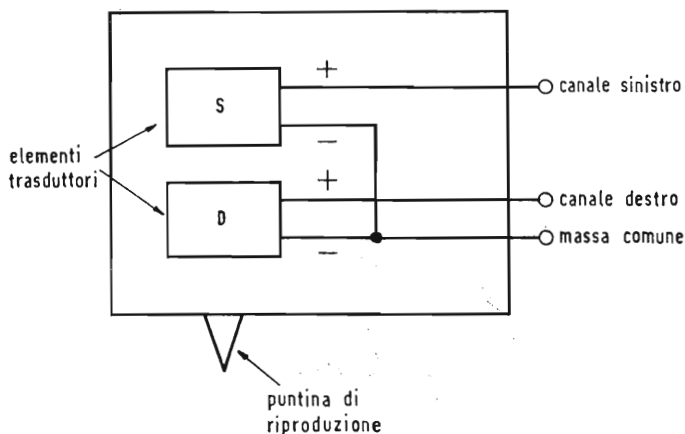 +
canale sinistro
S
−
elementi
trasduttori
+
canale destro
D
massa comune
−
puntina di
riproduzione